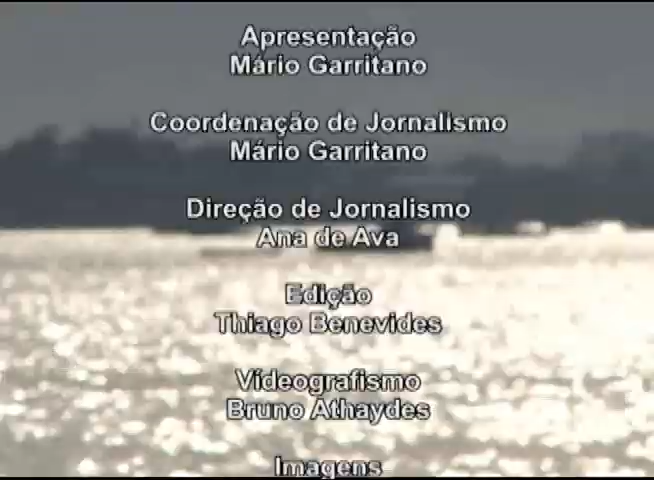 Apresentação
Mário Garritano
Coordenação de Jornalismo
Mário Garritano
Direção de Jornalismo
Ana de Ava
Edição
Thiago Benevides
Vídeografismo
Bruno Athaydes
Imagens